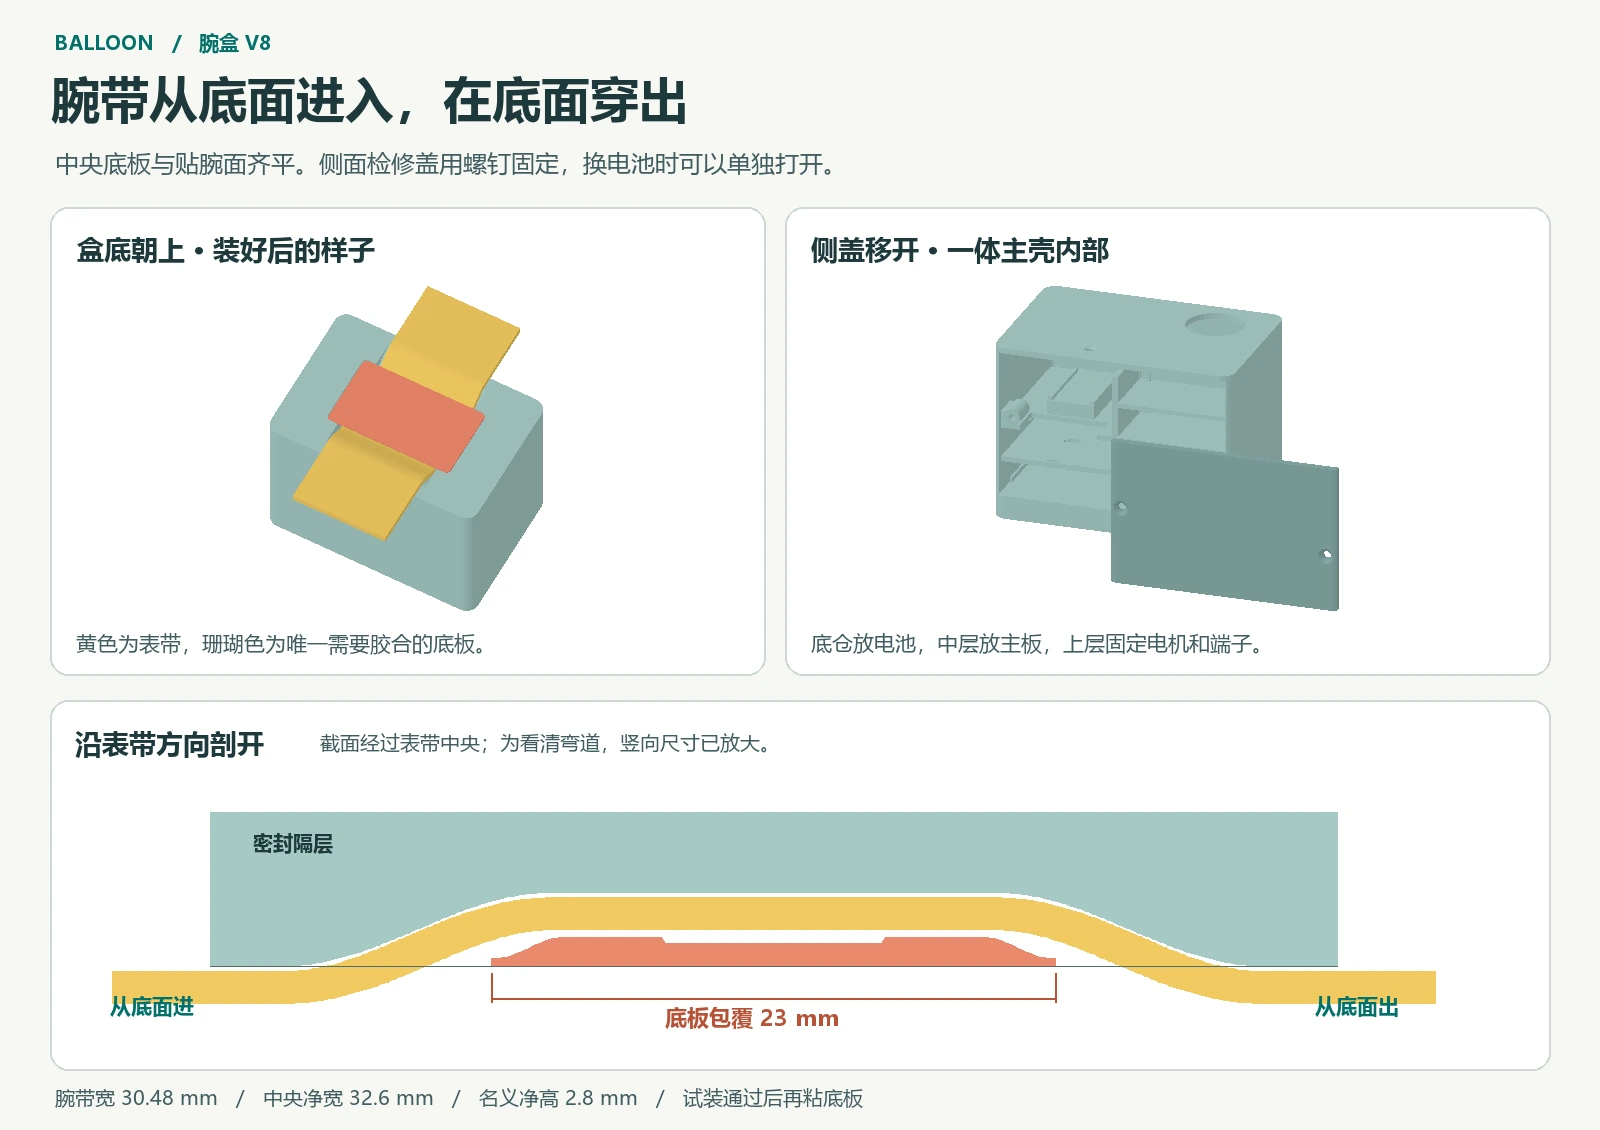 BALLOON / 腕盒 V8
腕带从底面进入，在底面穿出
中央底板与贴腕面齐平。侧面检修盖用螺钉固定，换电池时可以单独打开。
盒底朝上 • 装好后的样子
黄色为表带，珊瑚色为唯一需要胶合的底板。
侧盖移开 • 一体主壳内部
底仓放电池，中层放主板，上层固定电机和端子。
沿表带方向剖开 截面经过表带中央；为看清弯道，竖向尺寸已放大。
密封隔层
从底面进
从底面出
底板包覆 23 mm
腕带宽 30.48 mm / 中央净宽 32.6 mm / 名义净高 2.8 mm / 试装通过后再粘底板